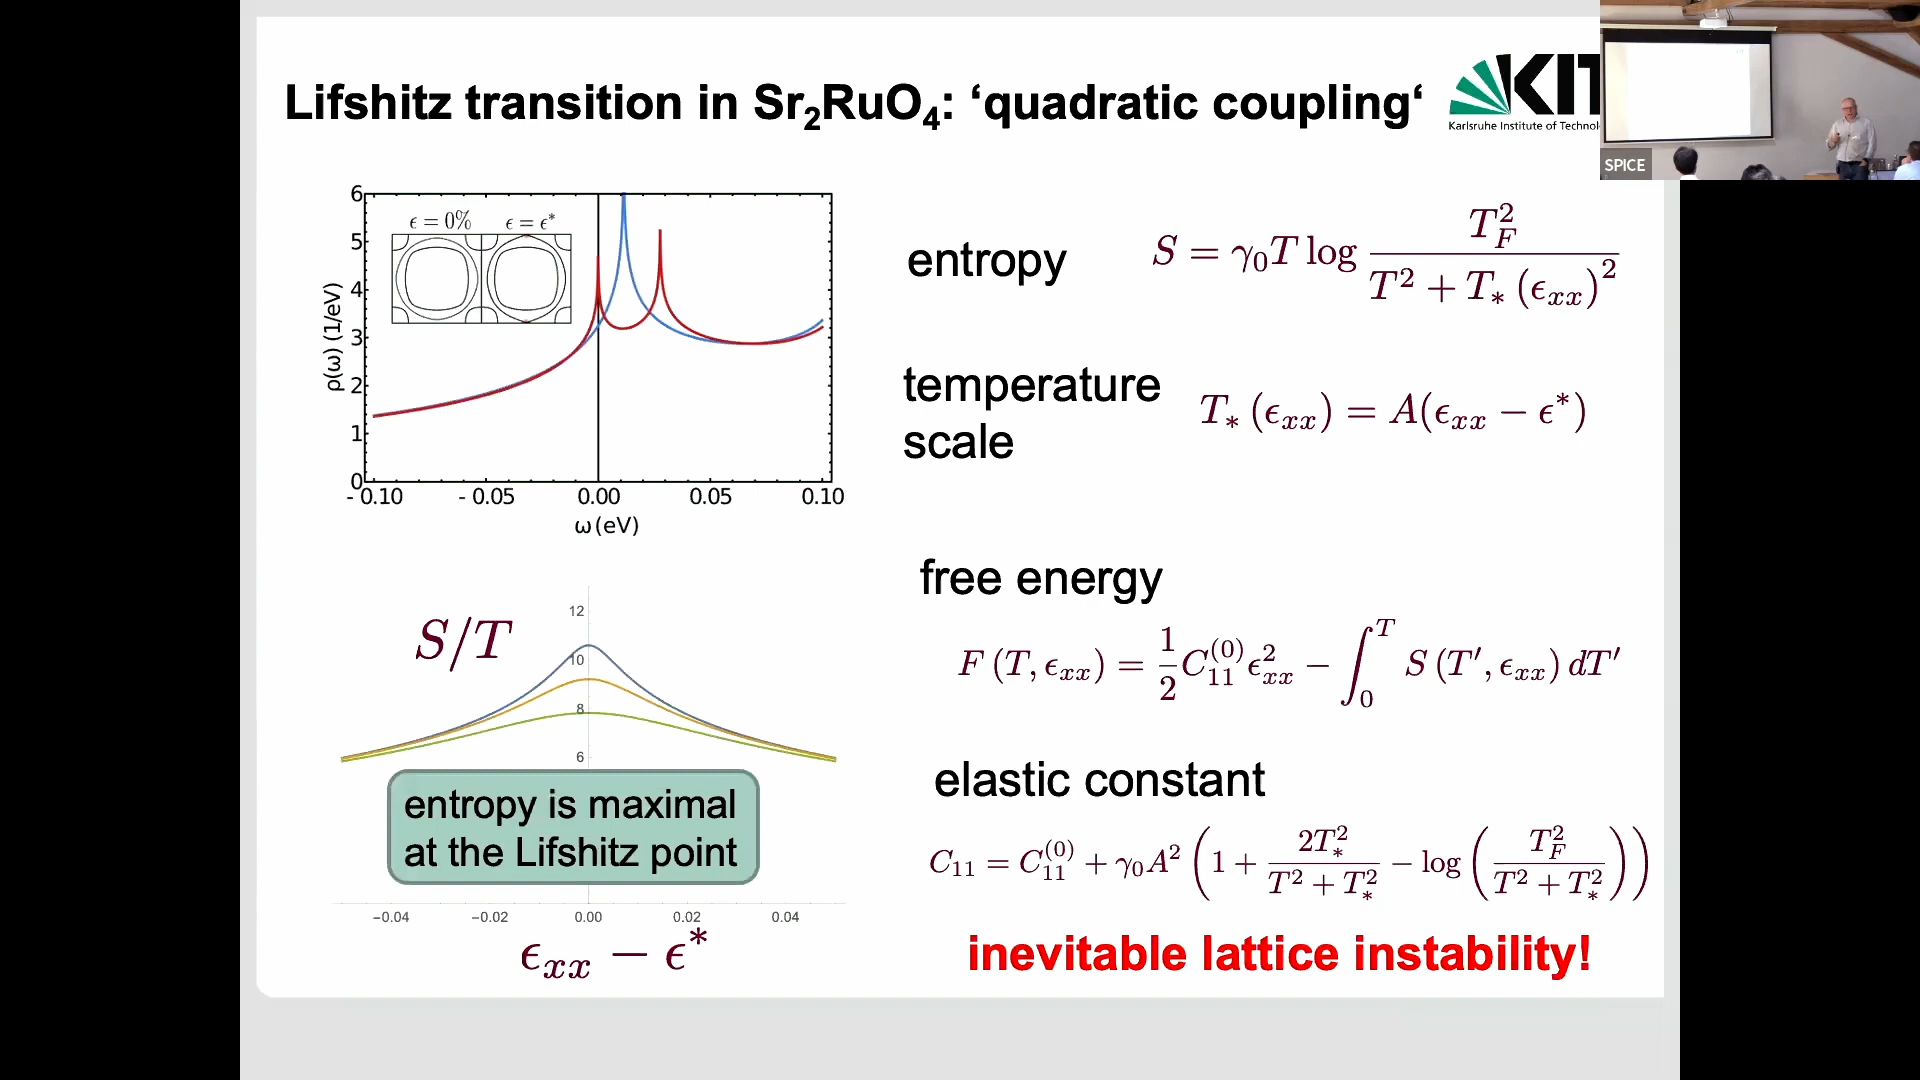 Lifshitz transition in Sr₂RuO₄: ‘quadratic coupling‘
KIT
Karlsruhe Institute of Technol
SPICE
ϵ = 0% ϵ = ϵ*
6
5
4
3
2
1
0
ρ(ω) (1/eV)
- 0.10 - 0.05 0.00 0.05 0.10
ω (eV)
entropy
S = γ₀T log T_F² / (T² + T_*(ϵ_xx)²)
temperature
scale
T_*(ϵ_xx) = A(ϵ_xx − ϵ*)
free energy
F(T, ϵ_xx) = 1/2 C₁₁⁽⁰⁾ ϵ_xx² − ∫₀ᵀ S(T′, ϵ_xx) dT′
elastic constant
C₁₁ = C₁₁⁽⁰⁾ + γ₀A² (1 + 2T_*² / (T² + T_*²) − log (T_F² / (T² + T_*²)))
inevitable lattice instability!
S/T
12
10
8
6
entropy is maximal
at the Lifshitz point
−0.04 −0.02 0.00 0.02 0.04
ϵ_xx − ϵ*